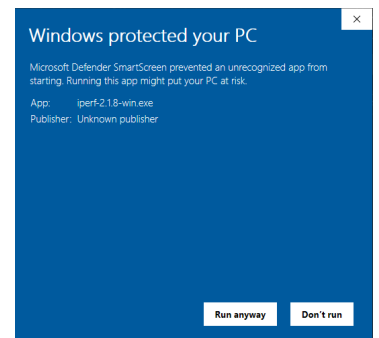 Windows protected your PC
Microsoft Defender SmartScreen prevented an unrecognized app from
starting. Running this app might put your PC at risk.
App: iperf-2.1.8-win.exe
Publisher: Unknown publisher
Run anyway Don't run